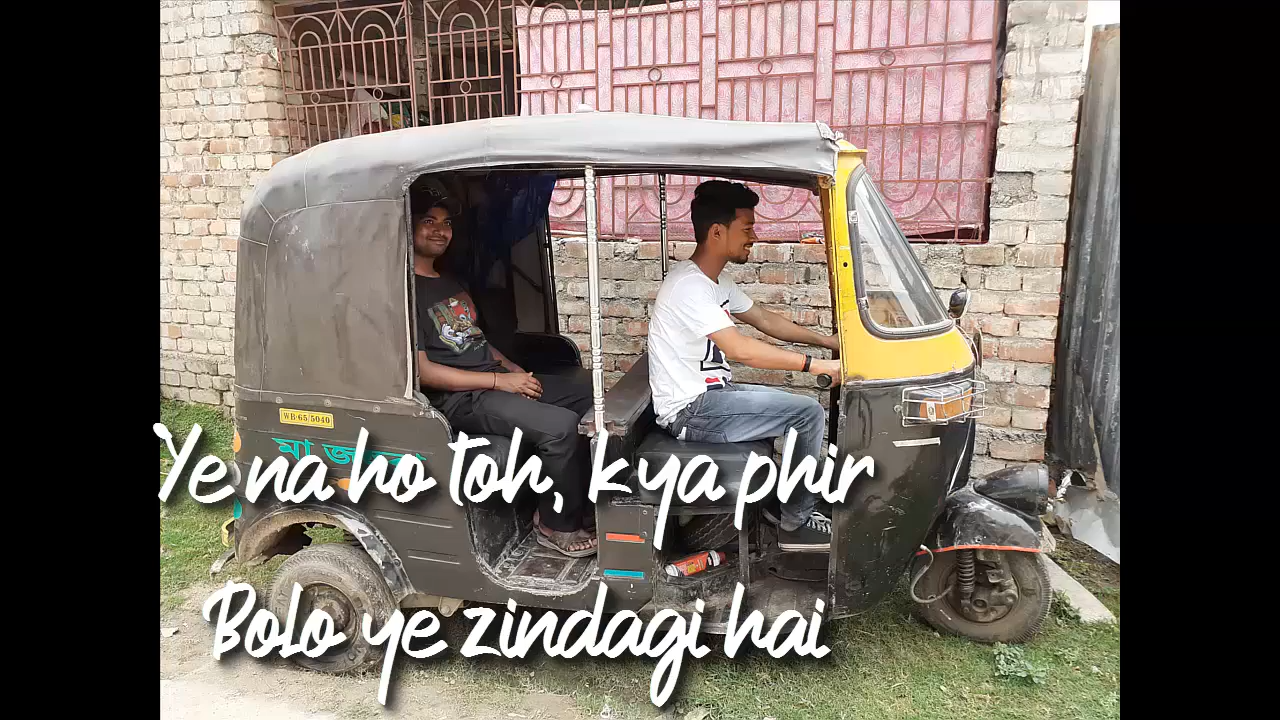 WB-65/5040
মা
Ye na ho toh, kya phir
Bolo ye zindagi hai